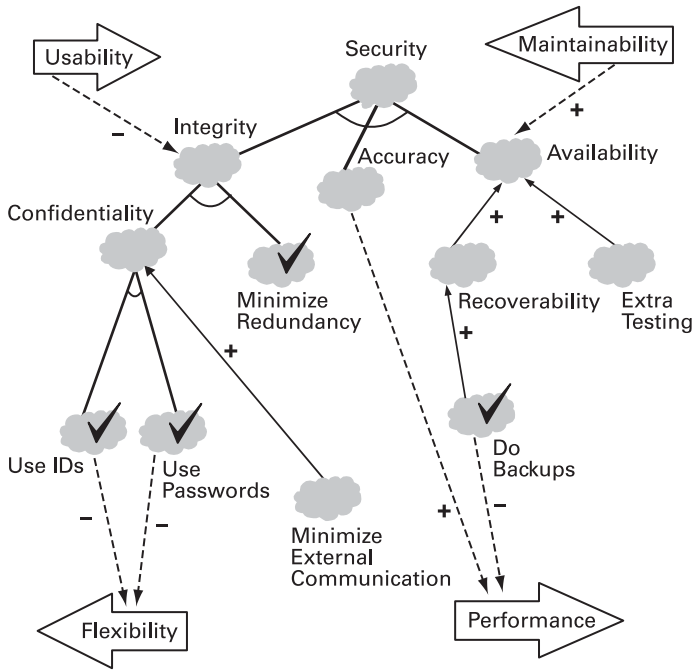 Usability
Security
Maintainability
−
Integrity
+
Accuracy
Availability
Confidentiality
+
+
Minimize
Redundancy
Recoverability
Extra
Testing
+
+
Use IDs
Use
Passwords
Do
Backups
−
−
Minimize
External
Communication
+
−
Flexibility
Performance